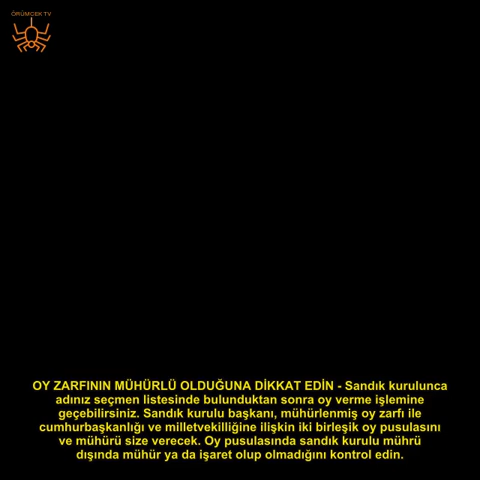 ÖRÜMCEK TV
OY ZARFININ MÜHÜRLÜ OLDUĞUNA DİKKAT EDİN - Sandık kurulunca
adınız seçmen listesinde bulunduktan sonra oy verme işlemine
geçebilirsiniz. Sandık kurulu başkanı, mühürlenmiş oy zarfı ile
cumhurbaşkanlığı ve milletvekilliğine ilişkin iki birleşik oy pusulasını
ve mühürü size verecek. Oy pusulasında sandık kurulu mührü
dışında mühür ya da işaret olup olmadığını kontrol edin.